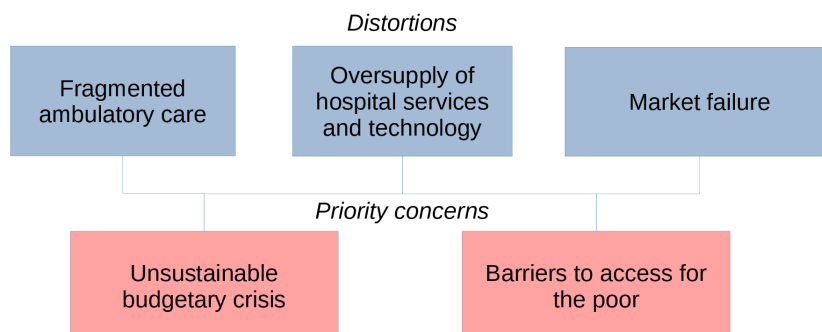 Distortions
Fragmented
ambulatory care
Oversupply of
hospital services
and technology
Market failure
Priority concerns
Unsustainable
budgetary crisis
Barriers to access for
the poor